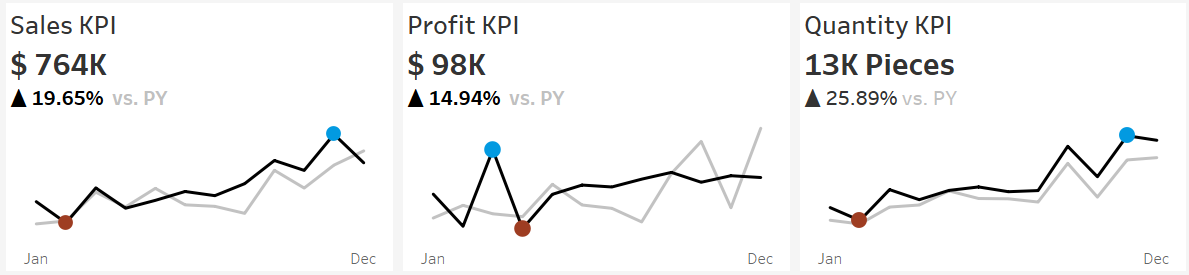 Sales KPI
$ 764K
▲ 19.65% vs. PY
Jan Dec
Profit KPI
$ 98K
▲ 14.94% vs. PY
Jan Dec
Quantity KPI
13K Pieces
▲ 25.89% vs. PY
Jan Dec